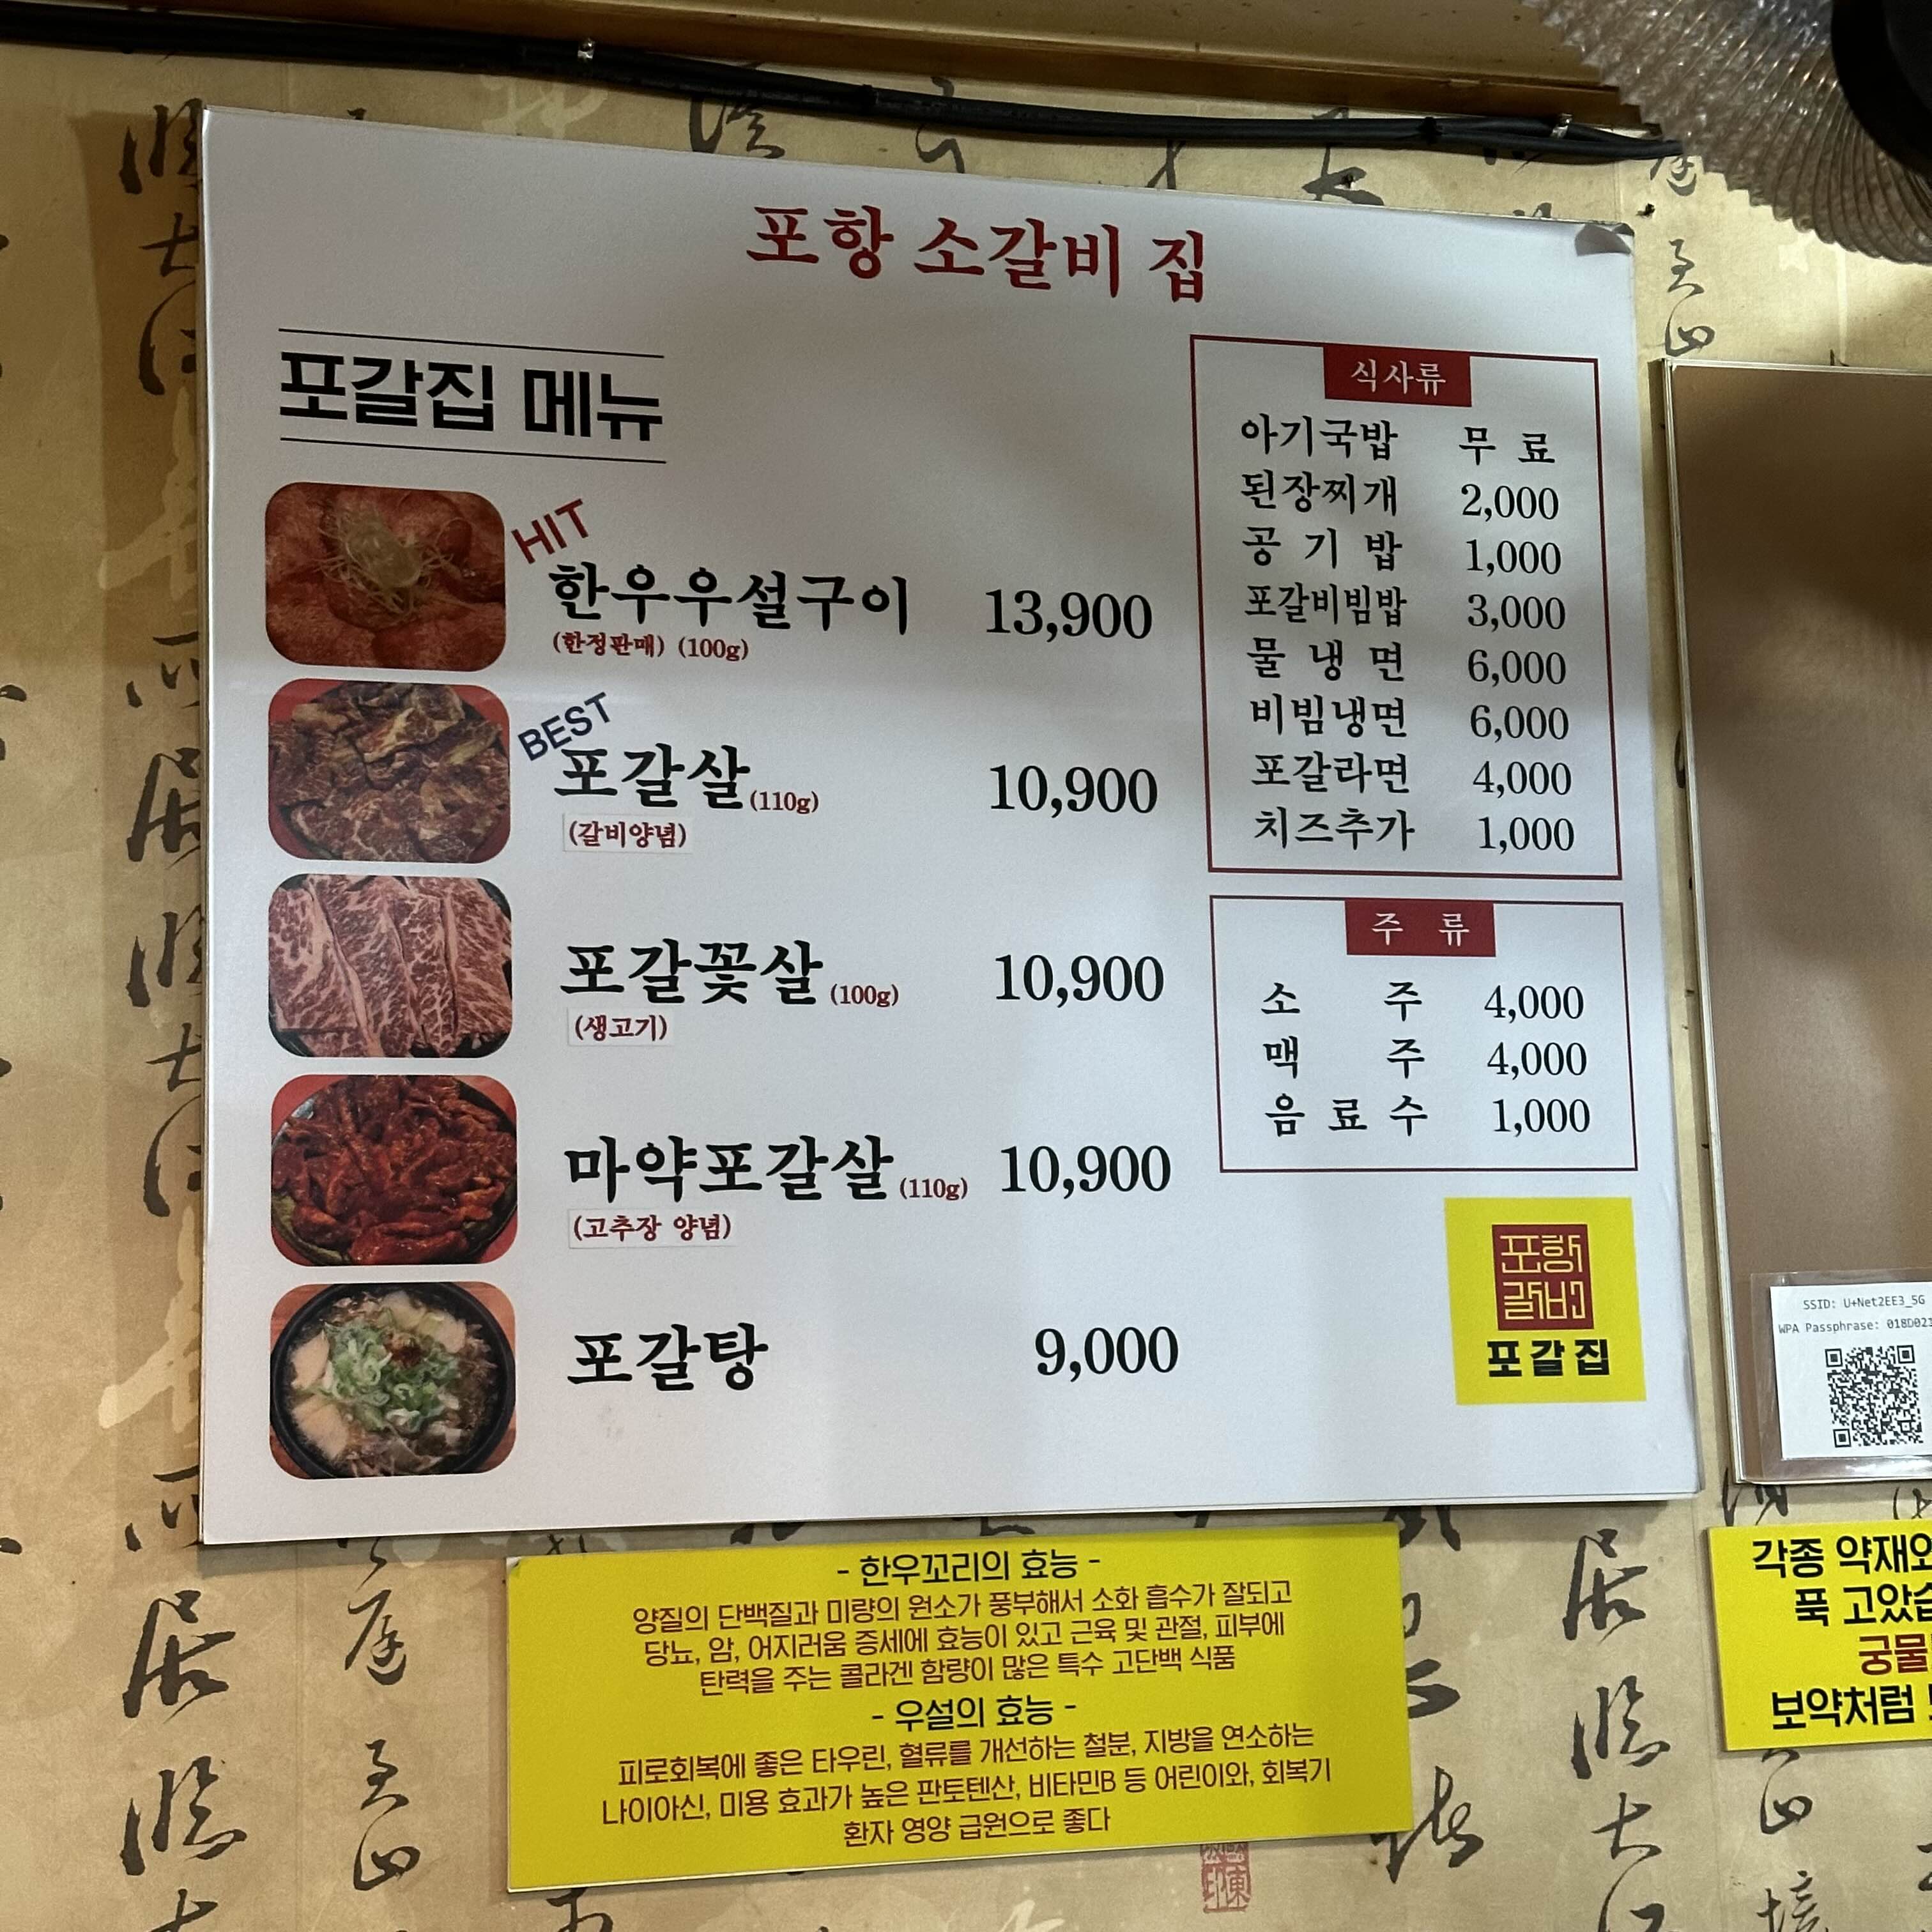 포항 소갈비 집
포갈집 메뉴
HIT
한우우설구이 13,900
(한정판매) (100g)
BEST
포갈살(110g) 10,900
(갈비양념)
포갈꽃살(100g) 10,900
(생고기)
마약포갈살(110g) 10,900
(고추장 양념)
포갈탕 9,000
식사류
아기국밥 무 료
된장찌개 2,000
공 기 밥 1,000
포갈비빔밥 3,000
물 냉 면 6,000
비빔냉면 6,000
포갈라면 4,000
치즈추가 1,000
주 류
소 주 4,000
맥 주 4,000
음 료 수 1,000
포항
갈비
포갈집
SSID: U+Net2EE3_5G
WPA Passphrase:
- 한우꼬리의 효능 -
양질의 단백질과 미량의 원소가 풍부해서 소화 흡수가 잘되고
당뇨, 암, 어지러움 증세에 효능이 있고 근육 및 관절, 피부에
탄력을 주는 콜라겐 함량이 많은 특수 고단백 식품
- 우설의 효능 -
피로회복에 좋은 타우린, 혈류를 개선하는 철분, 지방을 연소하는
나이아신, 미용 효과가 높은 판토텐산, 비타민B 등 어린이와, 회복기
환자 영양 급원으로 좋다
각종 약재와
푹 고았습
궁물
보약처럼